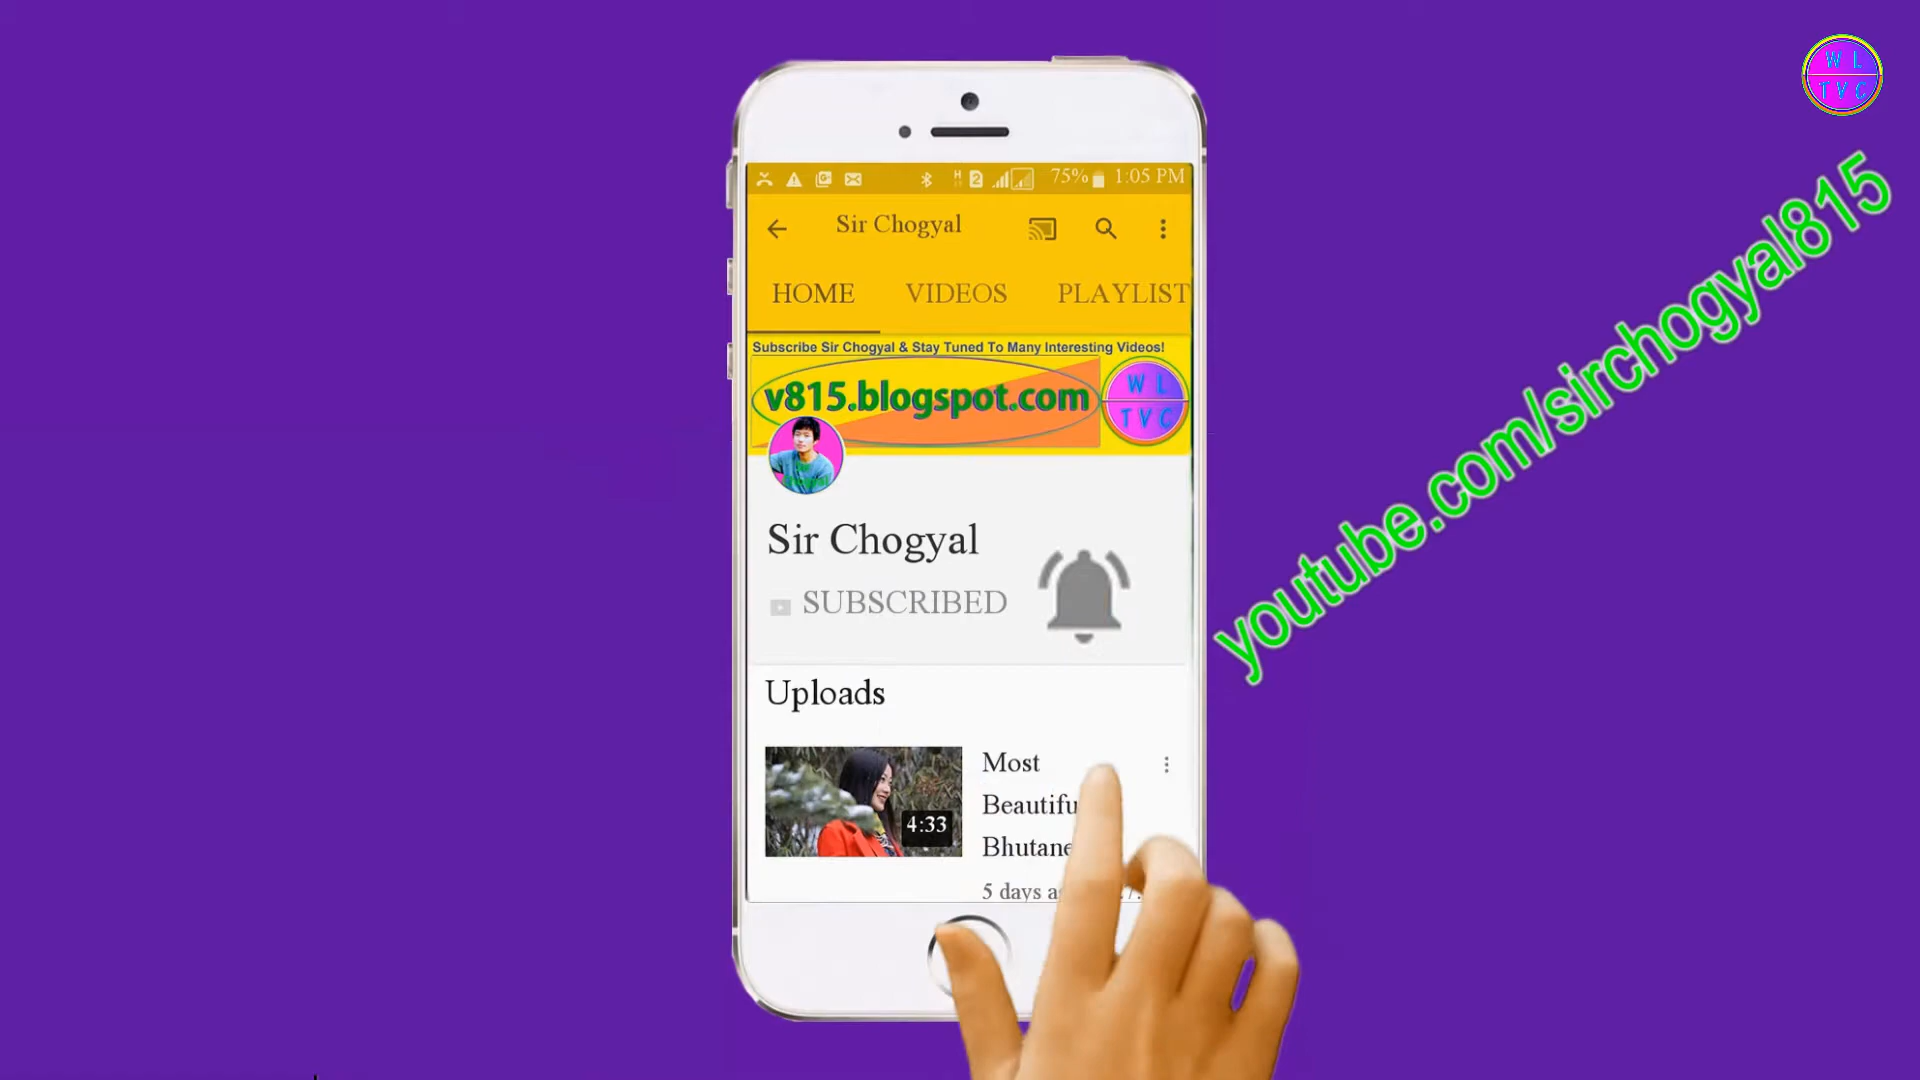 W L
T V C
youtube.com/sirchogyal815
75% 1:05 PM
Sir Chogyal
HOME VIDEOS PLAYLIST
Subscribe Sir Chogyal & Stay Tuned To Many Interesting Videos!
v815.blogspot.com
W L
T V C
Sir Chogyal
SUBSCRIBED
Uploads
4:33
Most
Beautifu
Bhutane
5 days a